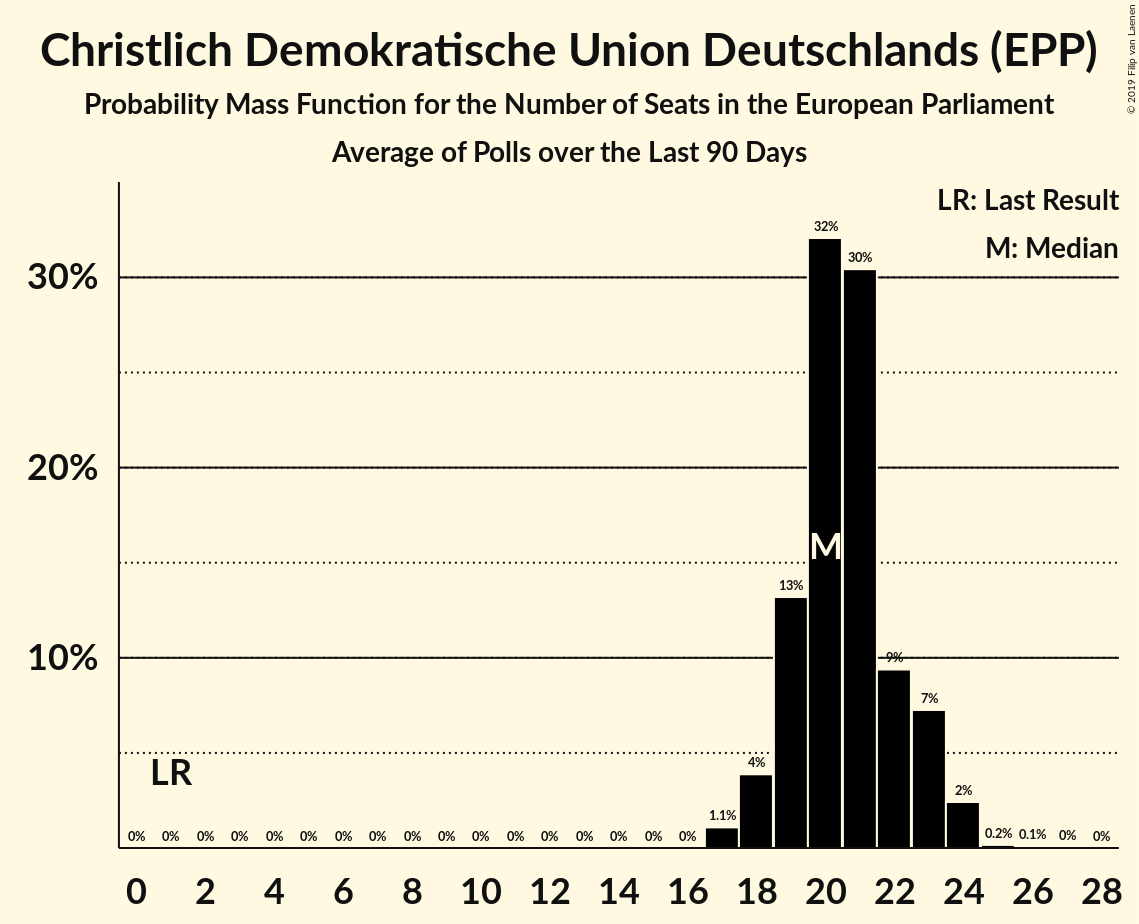 Christlich Demokratische Union Deutschlands (EPP)
Probability Mass Function for the Number of Seats in the European Parliament
Average of Polls over the Last 90 Days
© 2019 Filip van Laenen
LR: Last Result
M: Median
32%
30%
30%
20%
M
13%
10%
9%
7%
LR
4%
2%
1.1%
0% 0% 0% 0% 0% 0% 0% 0% 0% 0% 0% 0% 0% 0% 0% 0% 0% 0.2% 0.1% 0% 0%
0 2 4 6 8 10 12 14 16 18 20 22 24 26 28